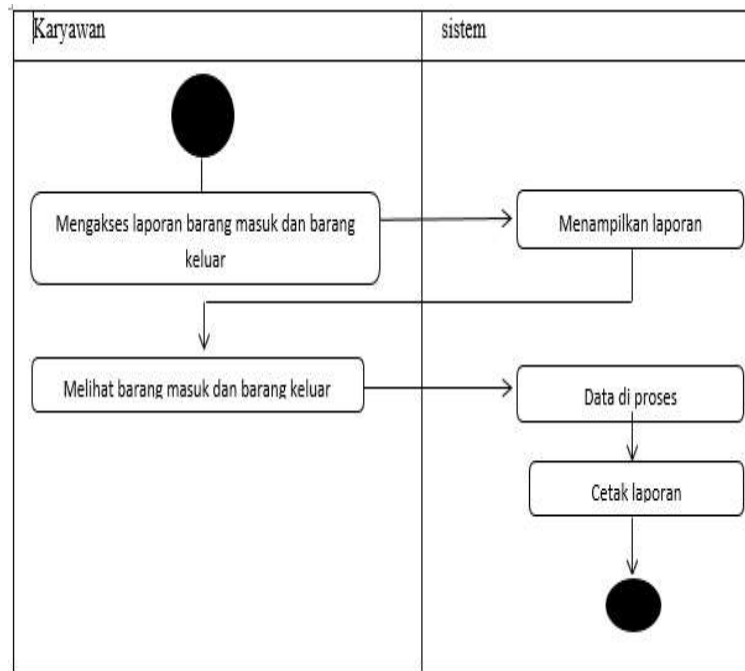 Karyawan
sistem
Mengakses laporan barang masuk dan barang
keluar
Menampilkan laporan
Melihat barang masuk dan barang keluar
Data di proses
Cetak laporan